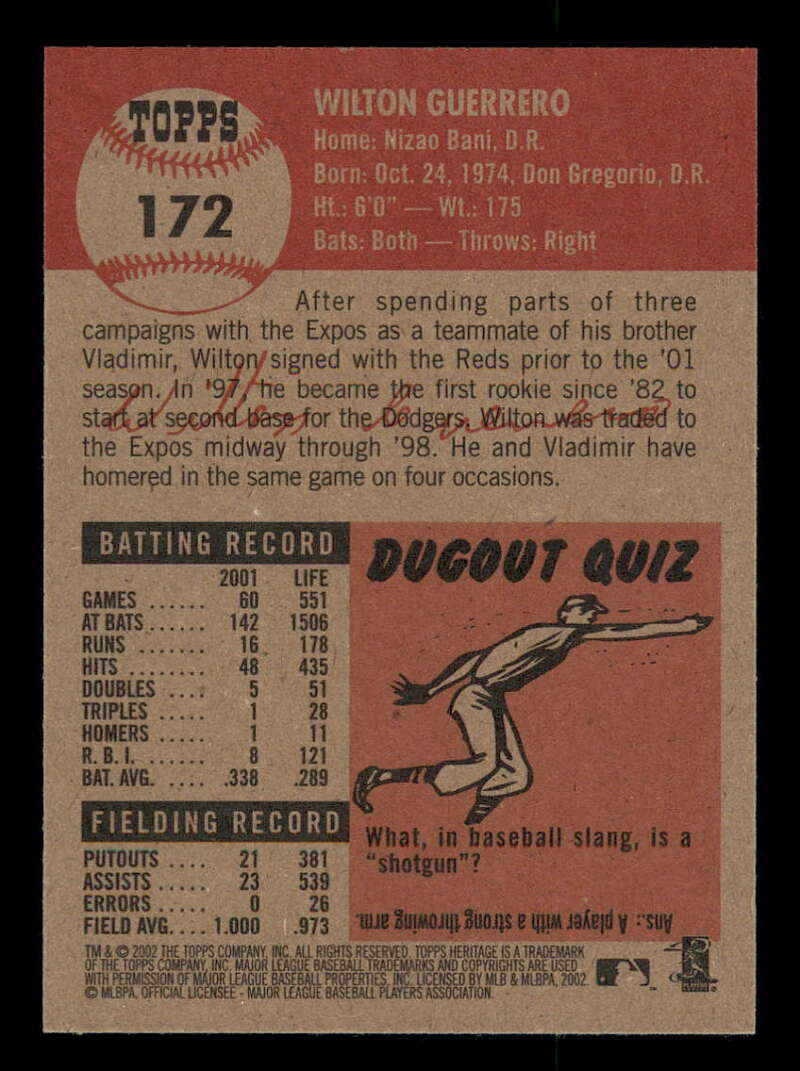 TOPPS
172
WILTON GUERRERO
Home: Nizao Bani, D.R.
Born: Oct. 24, 1974, Don Gregorio, D.R.
Ht.: 6'0" — Wt.: 175
Bats: Both — Throws: Right
After spending parts of three
campaigns with the Expos as a teammate of his brother
Vladimir, Wilton signed with the Reds prior to the '01
season. In '97, he became the first rookie since '82 to
start at second base for the Dodgers. Wilton was traded to
the Expos midway through '98. He and Vladimir have
homered in the same game on four occasions.
BATTING RECORD
2001 LIFE
GAMES ...... 60 551
AT BATS...... 142 1506
RUNS ....... 16 178
HITS ........ 48 435
DOUBLES .... 5 51
TRIPLES ..... 1 28
HOMERS ..... 1 11
R. B. I. ...... 8 121
BAT. AVG. .... .338 .289
FIELDING RECORD
PUTOUTS .... 21 381
ASSISTS ..... 23 539
ERRORS ..... 0 26
FIELD AVG.... 1.000 .973
DUGOUT QUIZ
What, in baseball slang, is a
"shotgun"?
Ans.: A player with a strong throwing arm.
TM & © 2002 THE TOPPS COMPANY, INC. ALL RIGHTS RESERVED. TOPPS HERITAGE IS A TRADEMARK
OF THE TOPPS COMPANY, INC. MAJOR LEAGUE BASEBALL TRADEMARKS AND COPYRIGHTS ARE USED
WITH PERMISSION OF MAJOR LEAGUE BASEBALL PROPERTIES, INC. LICENSED BY MLB & MLBPA, 2002.
© MLBPA. OFFICIAL LICENSEE - MAJOR LEAGUE BASEBALL PLAYERS ASSOCIATION.